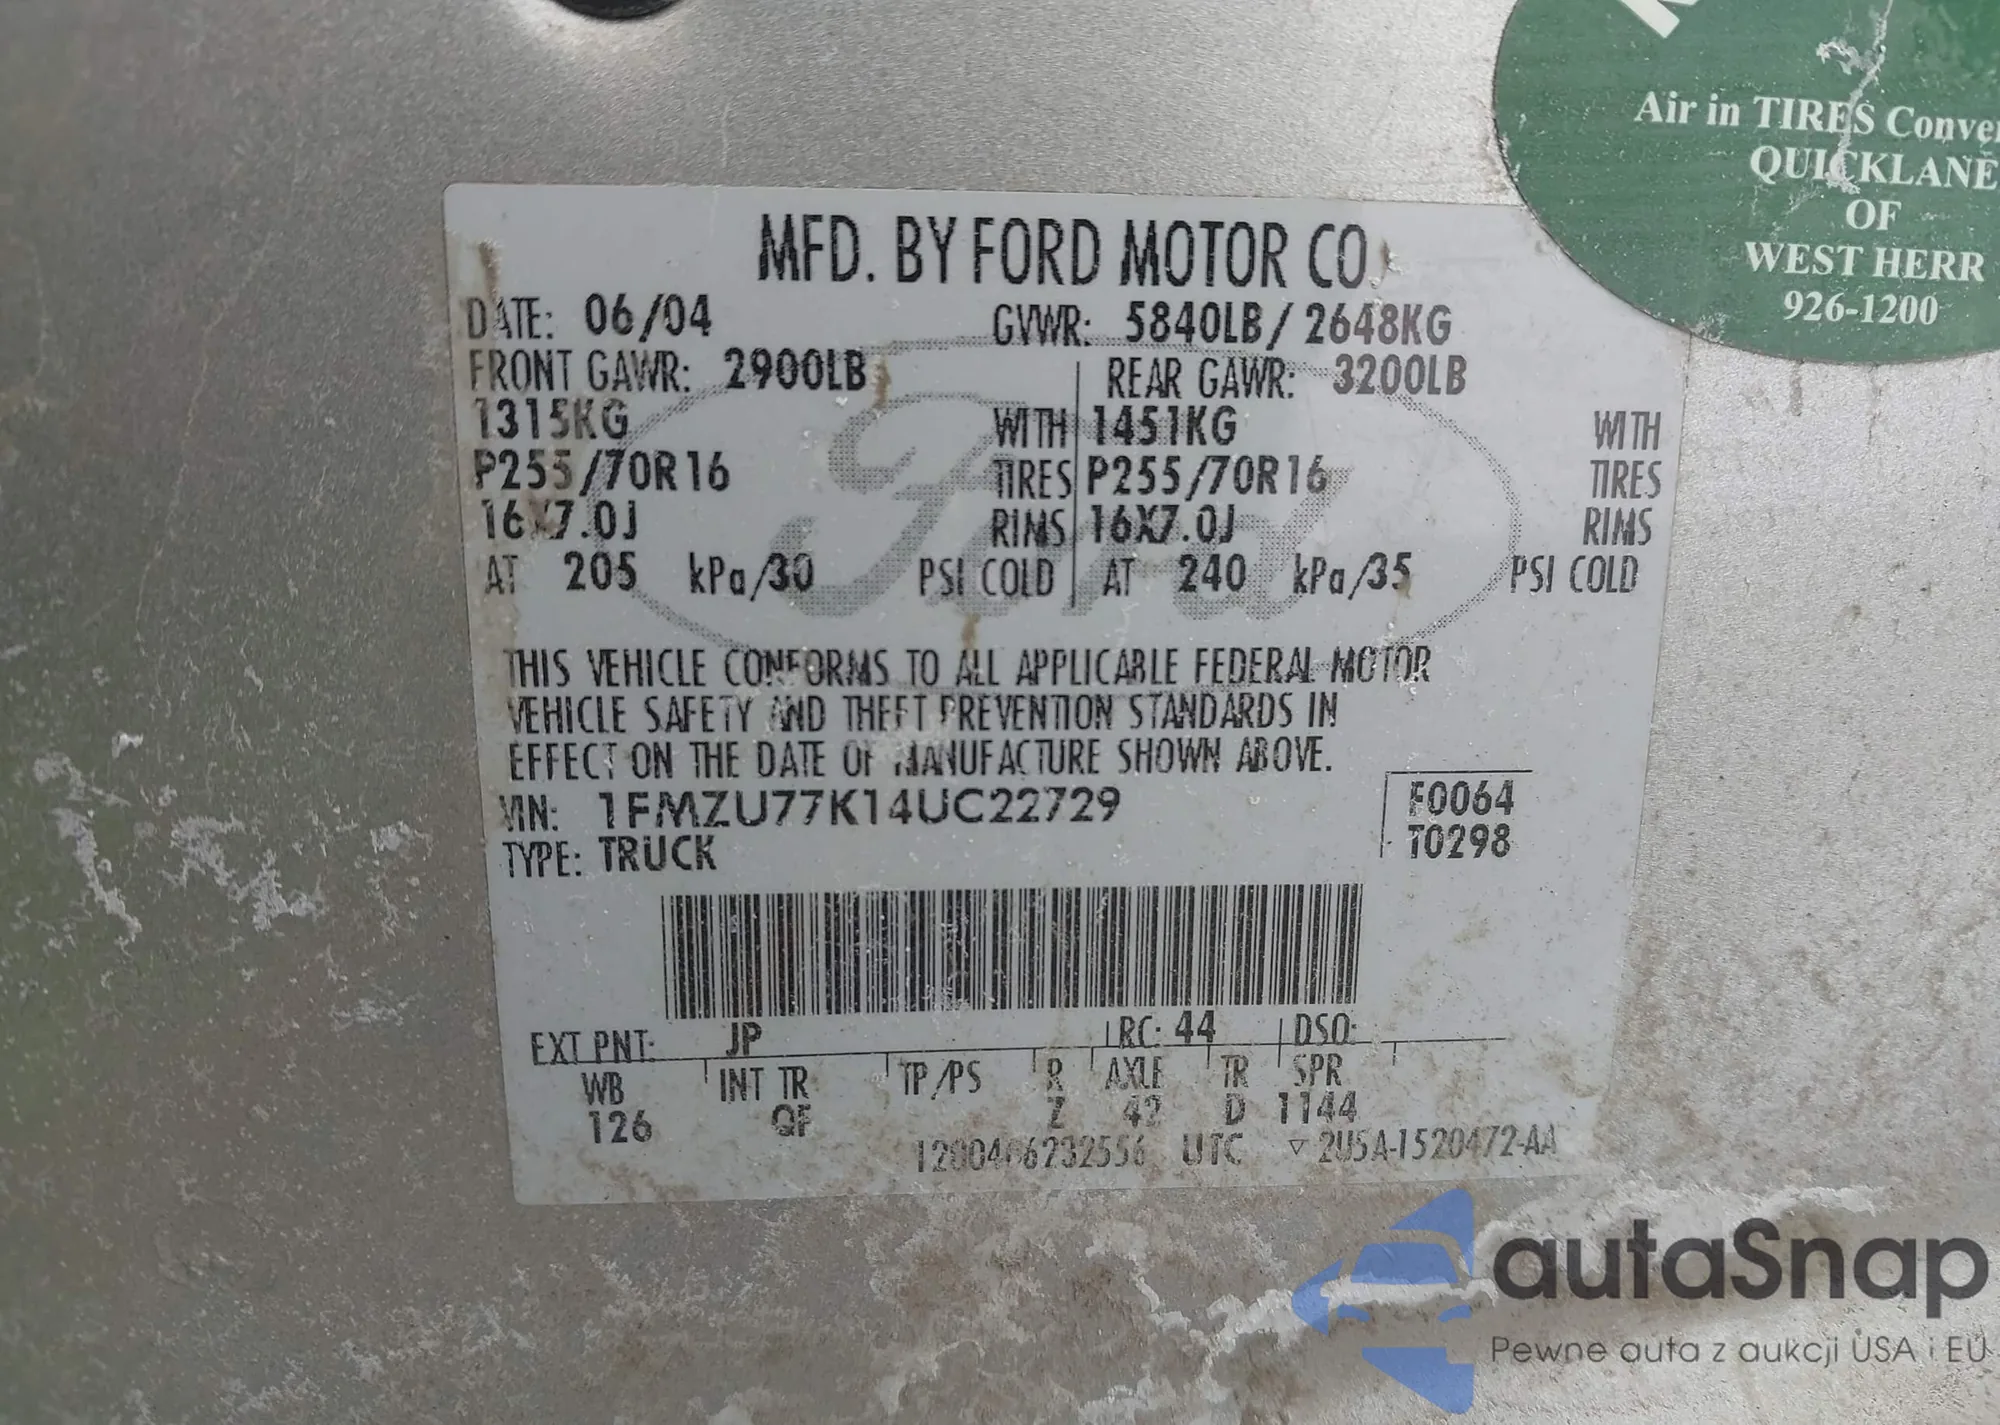 Air in TIRES
QUICKLANE
OF
WEST HERR
926-1200
MFD. BY FORD MOTOR CO.
DATE: 06/04 GVWR: 5840LB/ 2648KG
FRONT GAWR: 2900LB REAR GAWR: 3200LB
1315KG WITH 1451KG WITH
P255/70R16 TIRES P255/70R16 TIRES
16X7.0J RIMS 16X7.0J RIMS
AT 205 kPa/30 PSI COLD AT 240 kPa/35 PSI COLD
THIS VEHICLE CONFORMS TO ALL APPLICABLE FEDERAL MOTOR
VEHICLE SAFETY AND THEFT PREVENTION STANDARDS IN
EFFECT ON THE DATE OF MANUFACTURE SHOWN ABOVE.
VIN: 1FMZU77K14UC22729 F0064
TYPE: TRUCK T0298
EXT PNT: JP RC: 44 DSO:
WB INT TR TP/PS R AXLE TR SPR
126 QF Z 42 D 1144
UTC ▽ 2U5A-1520472-AA
Ford
autaSnap
Pewne auta z aukcji USA i EU